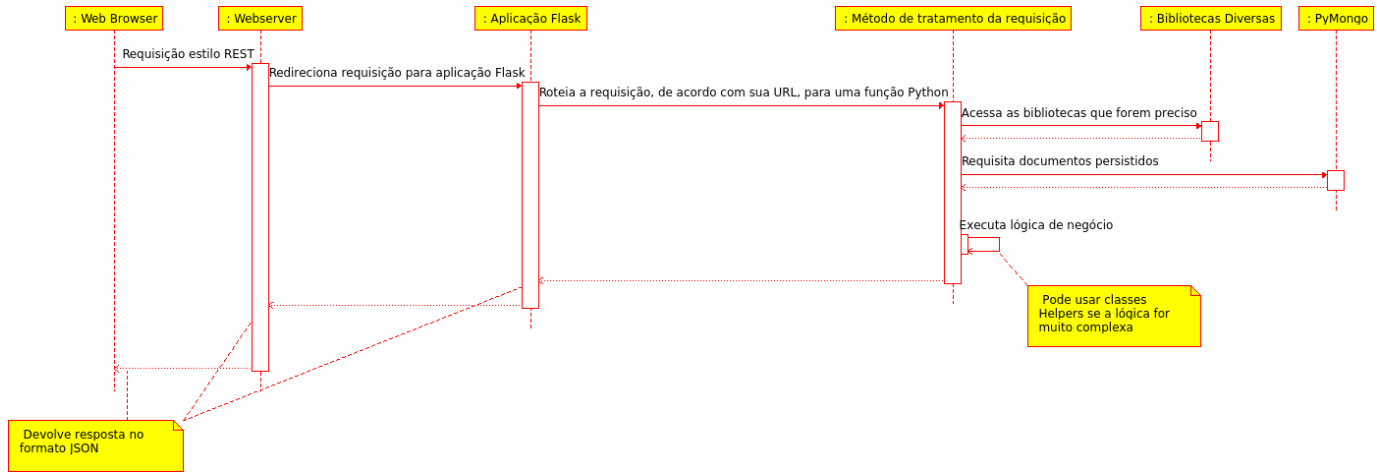 : Web Browser
: Webserver
: Aplicação Flask
: Método de tratamento da requisição
: Bibliotecas Diversas
: PyMongo
Requisição estilo REST
Redireciona requisição para aplicação Flask
Roteia a requisição, de acordo com sua URL, para uma função Python
Acessa as bibliotecas que forem preciso
Requisita documentos persistidos
Executa lógica de negócio
Pode usar classes
Helpers se a lógica for
muito complexa
Devolve resposta no
formato JSON